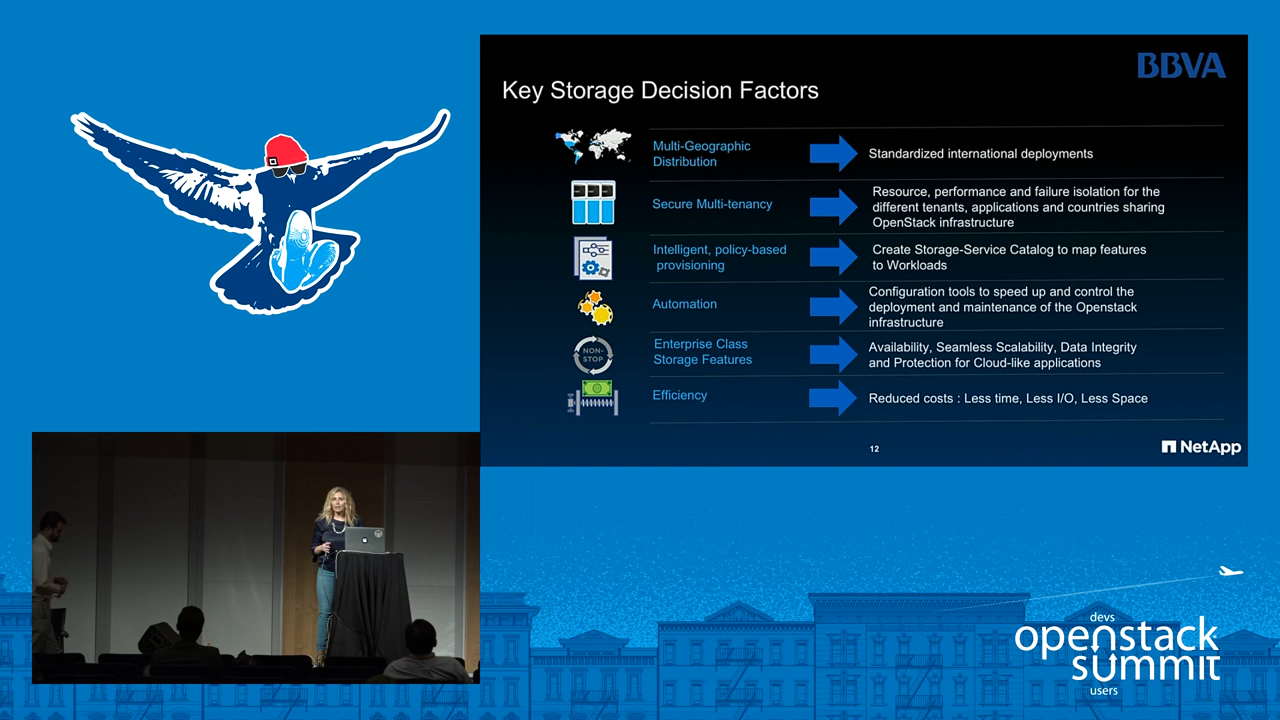 BBVA
Key Storage Decision Factors
Multi-Geographic
Distribution
Standardized international deployments
Secure Multi-tenancy
Resource, performance and failure isolation for the
different tenants, applications and countries sharing
OpenStack infrastructure
Intelligent, policy-based
provisioning
Create Storage-Service Catalog to map features
to Workloads
Automation
Configuration tools to speed up and control the
deployment and maintenance of the Openstack
infrastructure
NON-
STOP
Enterprise Class
Storage Features
Availability, Seamless Scalability, Data Integrity
and Protection for Cloud-like applications
Efficiency
Reduced costs : Less time, Less I/O, Less Space
12
NetApp
devs
openstack
summit
users